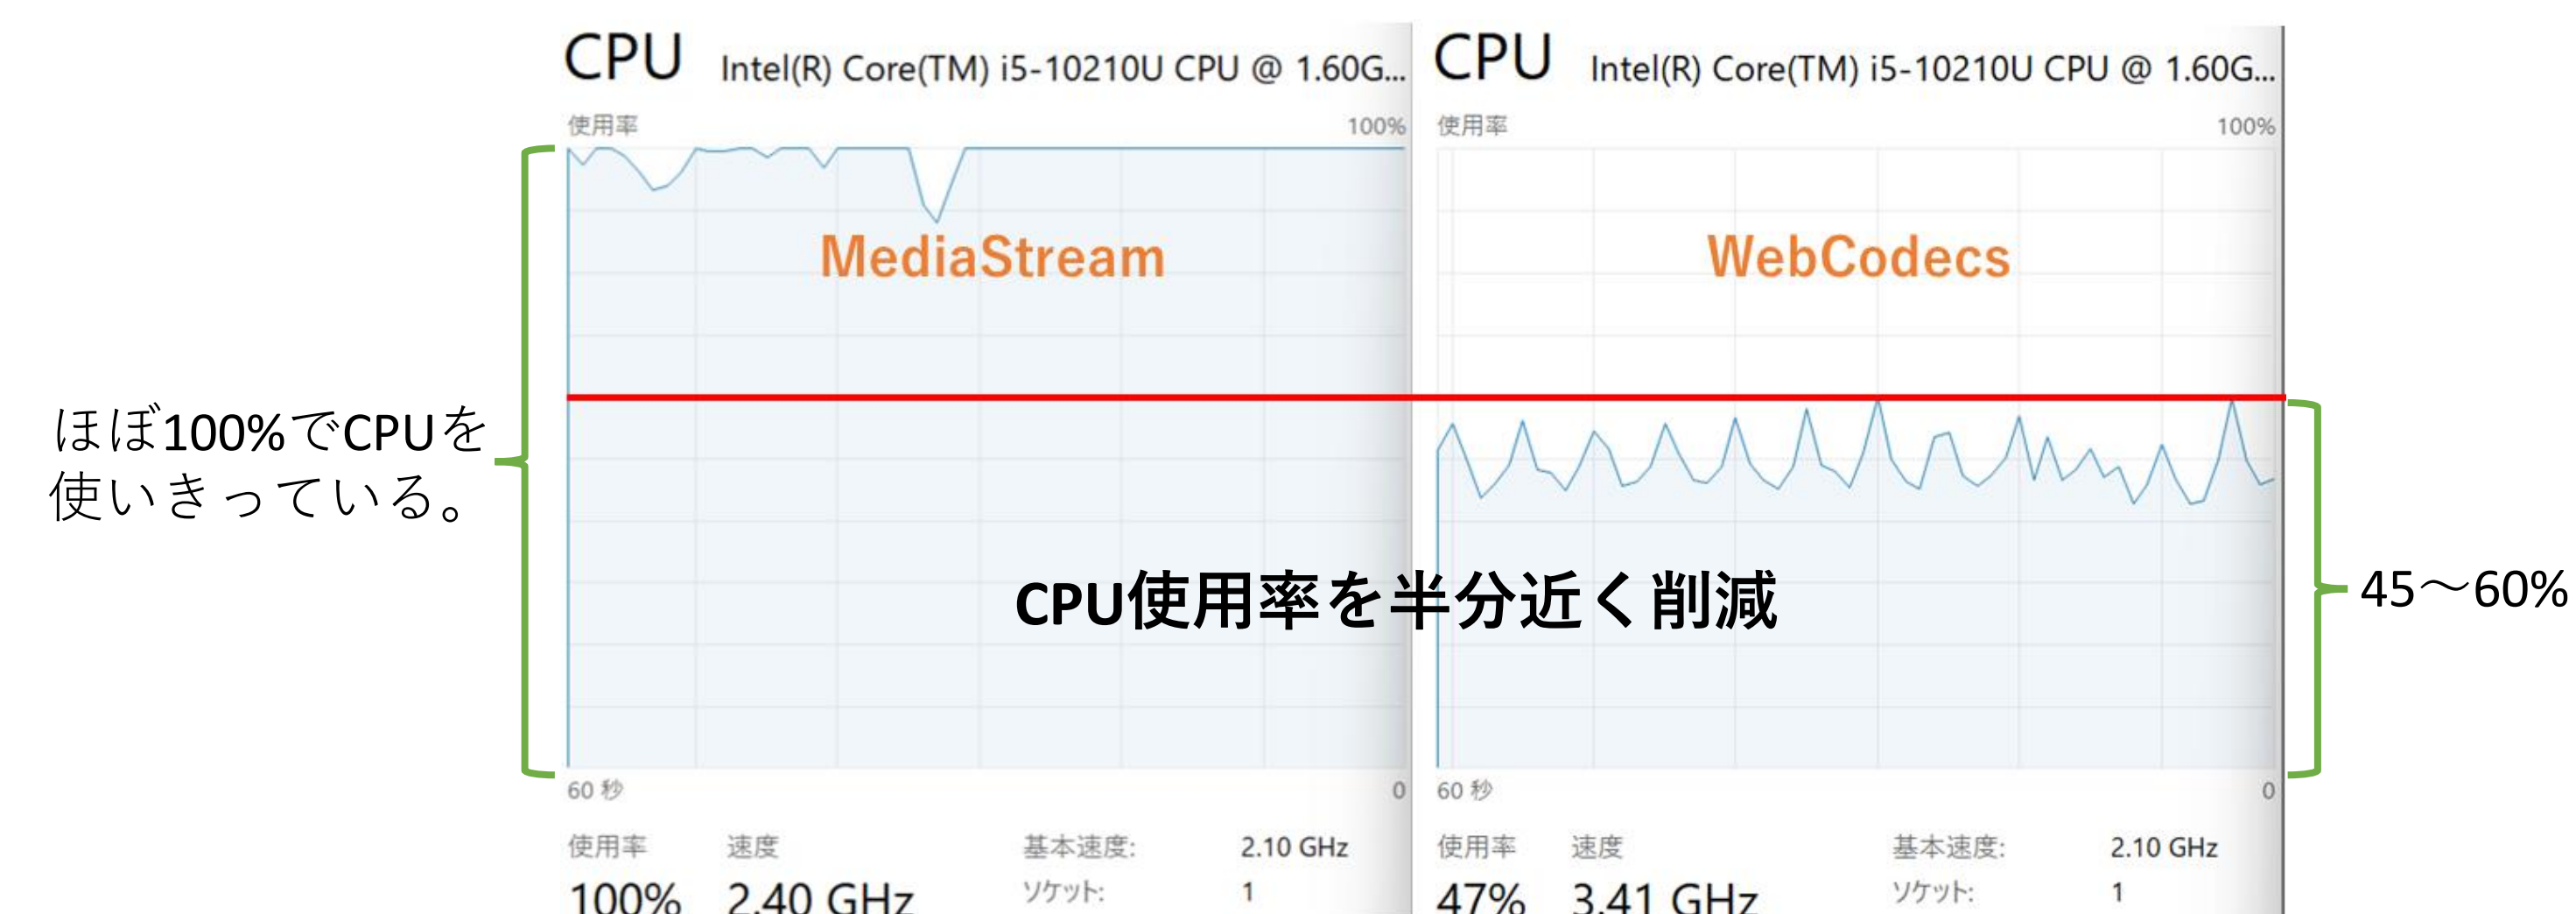 CPU Intel(R) Core(TM) i5-10210U CPU @ 1.60G...
使用率 100%
MediaStream
60 秒 0
使用率 速度 基本速度: 2.10 GHz
100% 2.40 GHz ソケット: 1
CPU Intel(R) Core(TM) i5-10210U CPU @ 1.60G...
使用率 100%
WebCodecs
60 秒 0
使用率 速度 基本速度: 2.10 GHz
47% 3.41 GHz ソケット: 1
ほぼ100%でCPUを
使いきっている。
CPU使用率を半分近く削減
45～60%